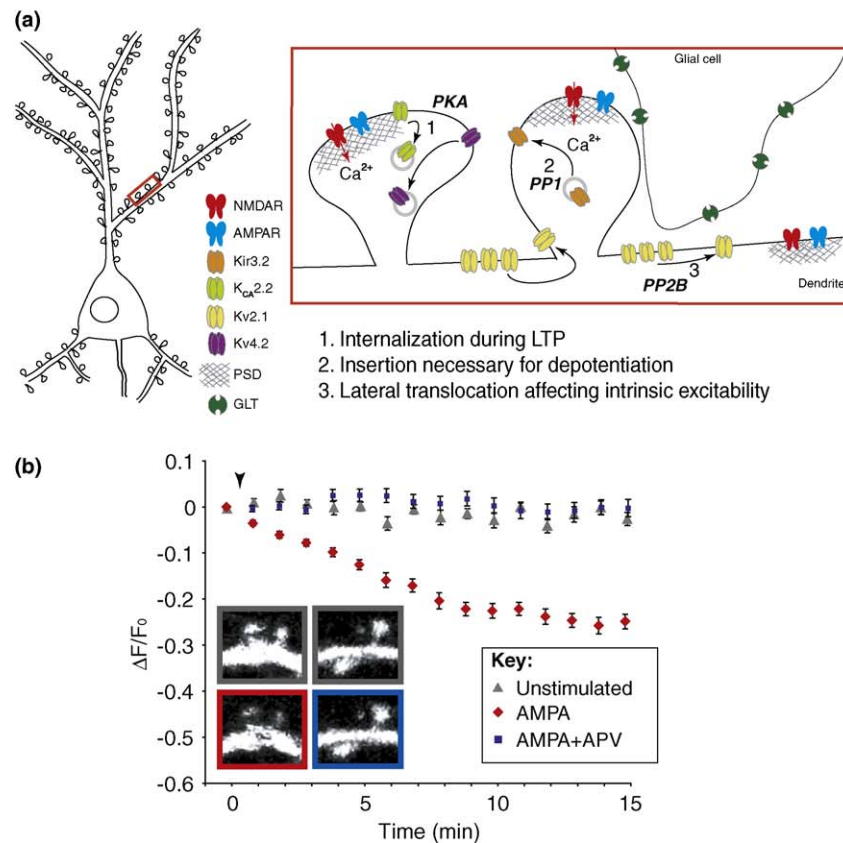 (a)
Glial cell
PKA
1
Ca²⁺
Ca²⁺
2
PP1
3
PP2B
Dendrite
NMDAR
AMPAR
Kir3.2
K_CA2.2
Kv2.1
Kv4.2
PSD
GLT
1. Internalization during LTP
2. Insertion necessary for depotentiation
3. Lateral translocation affecting intrinsic excitability
(b)
0.1
0
-0.1
-0.2
-0.3
-0.4
-0.5
-0.6
ΔF/F₀
Key:
Unstimulated
AMPA
AMPA+APV
0 5 10 15
Time (min)